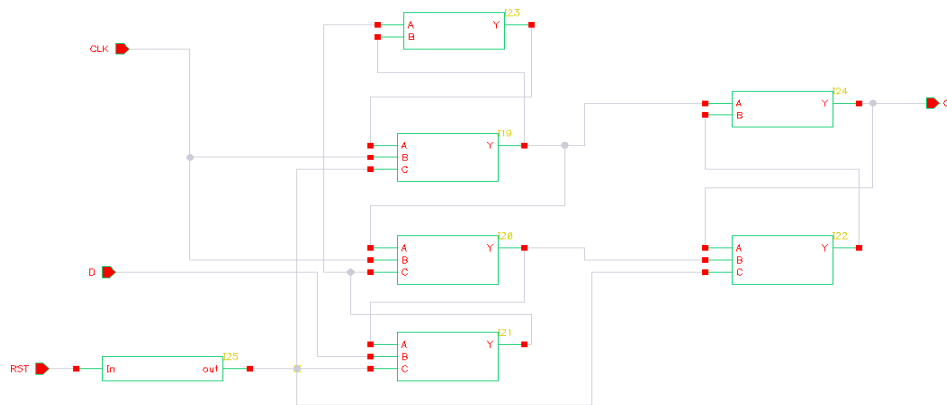 I23
A Y
B
CLK
I24
A Y
B
Q
I19
A Y
B
C
I20
A Y
B
C
I22
A Y
B
C
D
I21
A Y
B
C
I25
RST
In out